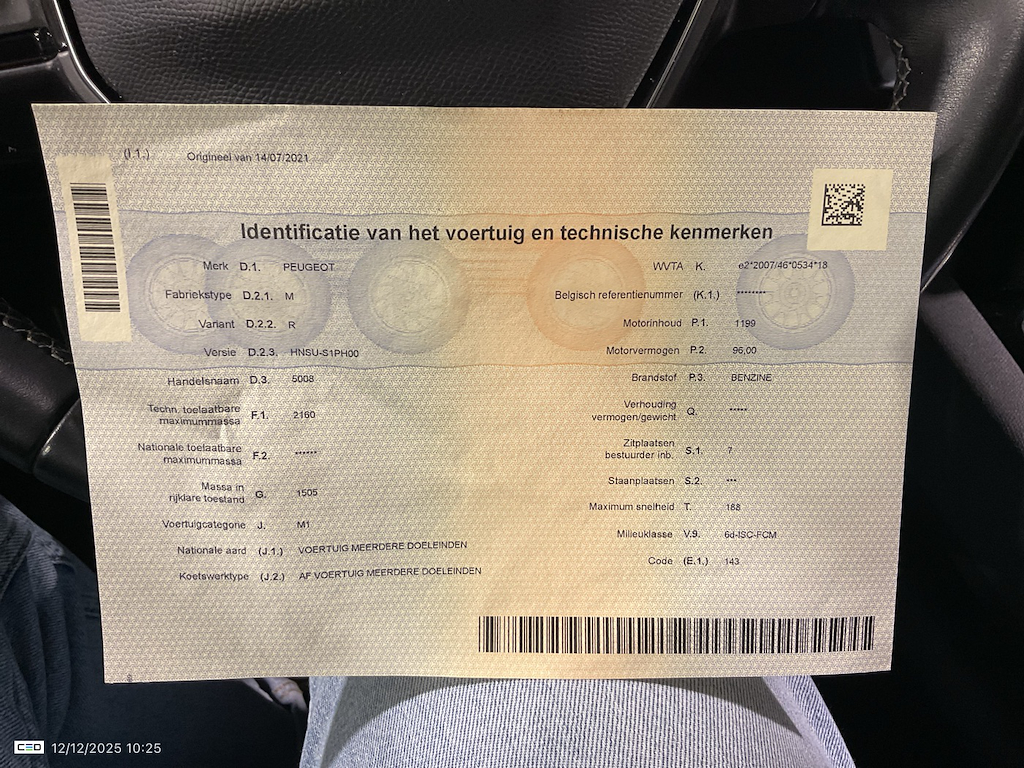 (I.1.) Origineel van 14/07/2021
Identificatie van het voertuig en technische kenmerken
Merk D.1. PEUGEOT
Fabriekstype D.2.1. M
Variant D.2.2. R
Versie D.2.3. HNSU-S1PH00
Handelsnaam D.3. 5008
Techn. toelaatbare
maximummassa F.1. 2160
Nationale toelaatbare
maximummassa F.2. ******
Massa in
rijklare toestand G. 1505
Voertuigcategorie J. M1
Nationale aard (J.1.) VOERTUIG MEERDERE DOELEINDEN
Koetswerktype (J.2.) AF VOERTUIG MEERDERE DOELEINDEN
WVTA K. e2*2007/46*0534*18
Belgisch referentienummer (K.1.) ********
Motorinhoud P.1. 1199
Motorvermogen P.2. 96,00
Brandstof P.3. BENZINE
Verhouding
vermogen/gewicht Q. *****
Zitplaatsen
bestuurder inb. S.1. 7
Staanplaatsen S.2. ***
Maximum snelheid T. 188
Milieuklasse V.9. 6d-ISC-FCM
Code (E.1.) 143
CEO 12/12/2025 10:25